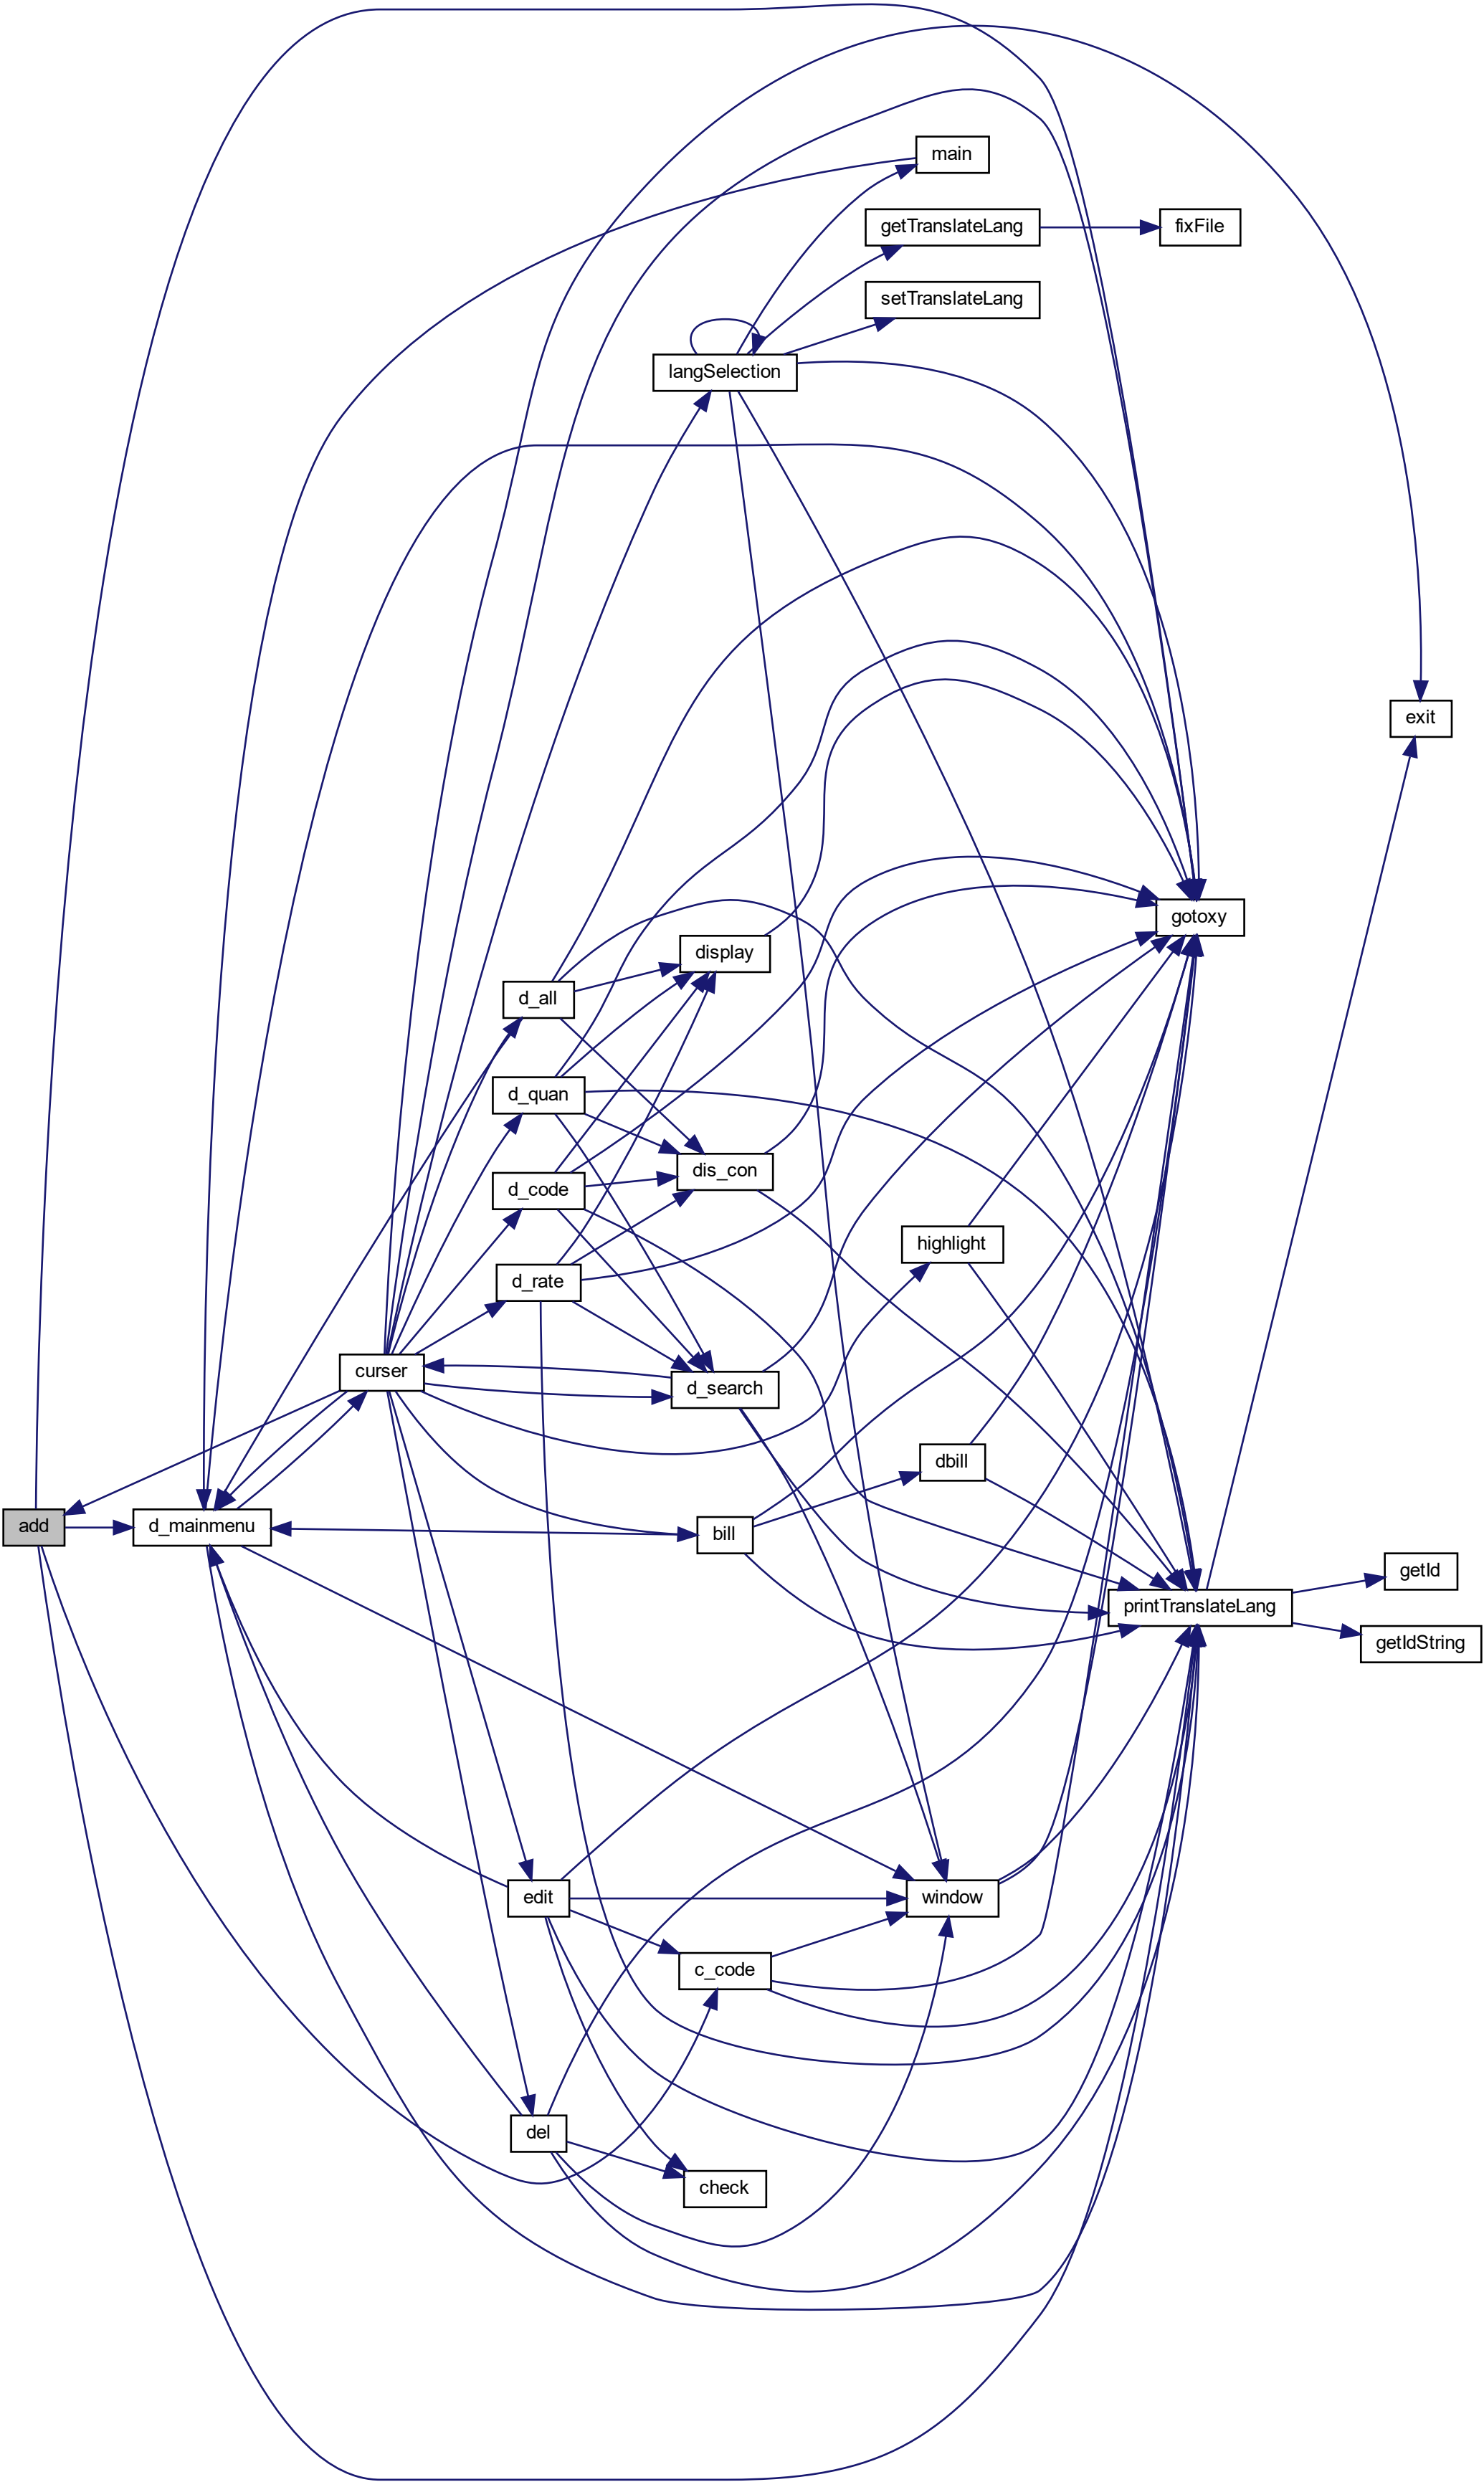 main
getTranslateLang
fixFile
setTranslateLang
langSelection
exit
gotoxy
display
d_all
d_quan
dis_con
d_code
highlight
d_rate
curser
d_search
dbill
add
d_mainmenu
bill
getId
printTranslateLang
getIdString
edit
window
c_code
del
check